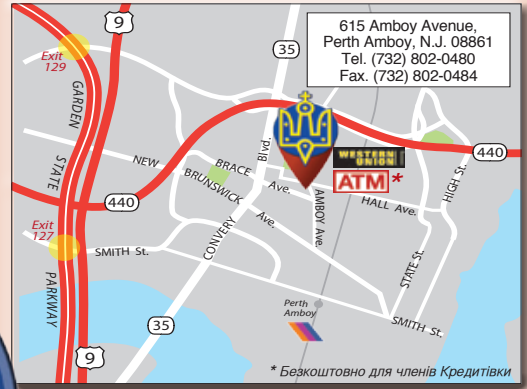 615 Amboy Avenue,
Perth Amboy, N.J. 08861
Tel. (732) 802-0480
Fax. (732) 802-0484
9
35
Exit
129
GARDEN
STATE
PARKWAY
440
WESTERN
UNION
ATM *
440
NEW
BRUNSWICK
Ave.
BRACE
Ave.
Blvd.
CONVERY
AMBOY Ave.
HALL Ave.
HIGH St.
STATE St.
Exit
127
SMITH St.
SMITH St.
35
9
Perth
Amboy
* Безкоштовно для членів Кредитівки